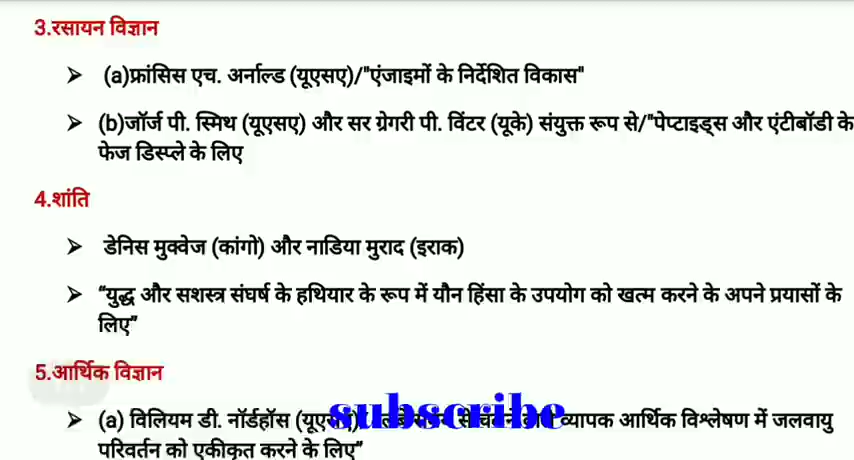 3.रसायन विज्ञान
(a)फ्रांसिस एच. अर्नाल्ड (यूएसए)/"एंजाइमों के निर्देशित विकास"
(b)जॉर्ज पी. स्मिथ (यूएसए) और सर ग्रेगरी पी. विंटर (यूके) संयुक्त रूप से/"पेप्टाइड्स और एंटीबॉडी के
फेज डिस्प्ले के लिए
4.शांति
डेनिस मुक्वेज (कांगो) और नाडिया मुराद (इराक)
“युद्ध और सशस्त्र संघर्ष के हथियार के रूप में यौन हिंसा के उपयोग को खत्म करने के अपने प्रयासों के
लिए”
5.आर्थिक विज्ञान
(a) विलियम डी. नॉर्डहॉस व्यापक आर्थिक विश्लेषण में जलवायु
subscribe
परिवर्तन को एकीकृत करने के लिए”